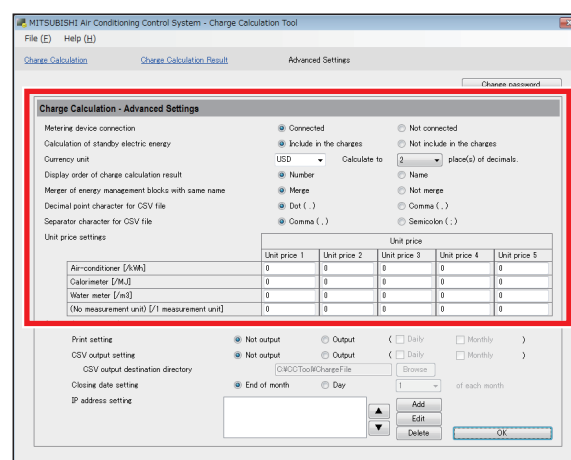 MITSUBISHI Air Conditioning Control System - Charge Calculation Tool
File (F) Help (H)
Charge Calculation Charge Calculation Result Advanced Settings
Change password
Charge Calculation - Advanced Settings
Metering device connection Connected Not connected
Calculation of standby electric energy Include in the charges Not include in the charges
Currency unit USD Calculate to 2 place(s) of decimals.
Display order of charge calculation result Number Name
Merger of energy management blocks with same name Merge Not merge
Decimal point character for CSV file Dot ( . ) Comma ( , )
Separator character for CSV file Comma ( , ) Semicolon ( ; )
Unit price settings Unit price
Unit price 1 Unit price 2 Unit price 3 Unit price 4 Unit price 5
Air-conditioner [/kWh] 0 0 0 0 0
Calorimeter [/MJ] 0 0 0 0 0
Water meter [/m3] 0 0 0 0 0
(No measurement unit) [/1 measurement unit] 0 0 0 0 0
Print setting Not output Output ( Daily Monthly )
CSV output setting Not output Output ( Daily Monthly )
CSV output destination directory C:¥CCTool¥ChargeFile Browse
Closing date setting End of month Day 1 of each month
IP address setting Add
Edit
Delete OK